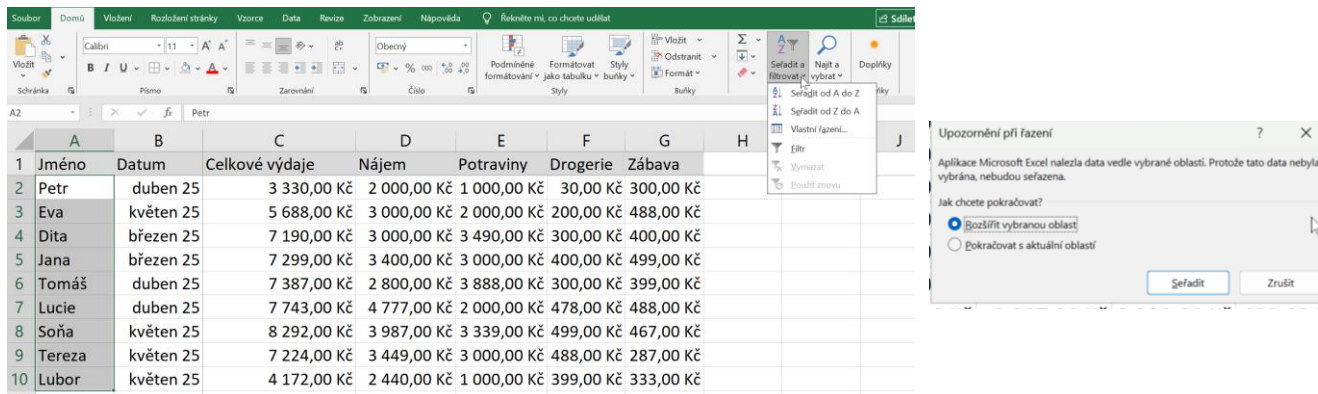 Soubor Domů Vložení Rozložení stránky Vzorce Data Revize Zobrazení Nápověda Řekněte mi, co chcete udělat Sdílet
Vložit
Calibri 11 A A
B I U A
ab
Obecný
% 000
Podmíněné formátování
Formátovat jako tabulku
Styly buňky
Vložit
Odstranit
Formát
Σ
Seřadit a filtrovat
Najít a vybrat
Doplňky
Schránka Písmo Zarovnání Číslo Styly Buňky
Seřadit od A do Z
Seřadit od Z do A
Vlastní řazení...
Filtr
Vymazat
Použít znovu
A2 fx Petr
A B C D E F G H J
1 Jméno Datum Celkové výdaje Nájem Potraviny Drogerie Zábava
2 Petr duben 25 3 330,00 Kč 2 000,00 Kč 1 000,00 Kč 30,00 Kč 300,00 Kč
3 Eva květen 25 5 688,00 Kč 3 000,00 Kč 2 000,00 Kč 200,00 Kč 488,00 Kč
4 Dita březen 25 7 190,00 Kč 3 000,00 Kč 3 490,00 Kč 300,00 Kč 400,00 Kč
5 Jana březen 25 7 299,00 Kč 3 400,00 Kč 3 000,00 Kč 400,00 Kč 499,00 Kč
6 Tomáš duben 25 7 387,00 Kč 2 800,00 Kč 3 888,00 Kč 300,00 Kč 399,00 Kč
7 Lucie duben 25 7 743,00 Kč 4 777,00 Kč 2 000,00 Kč 478,00 Kč 488,00 Kč
8 Soňa květen 25 8 292,00 Kč 3 987,00 Kč 3 339,00 Kč 499,00 Kč 467,00 Kč
9 Tereza květen 25 7 224,00 Kč 3 449,00 Kč 3 000,00 Kč 488,00 Kč 287,00 Kč
10 Lubor květen 25 4 172,00 Kč 2 440,00 Kč 1 000,00 Kč 399,00 Kč 333,00 Kč
Upozornění při řazení ? X
Aplikace Microsoft Excel nalezla data vedle vybrané oblasti. Protože tato data nebyla
vybrána, nebudou seřazena.
Jak chcete pokračovat?
Rozšířit vybranou oblast
Pokračovat s aktuální oblastí
Seřadit Zrušit